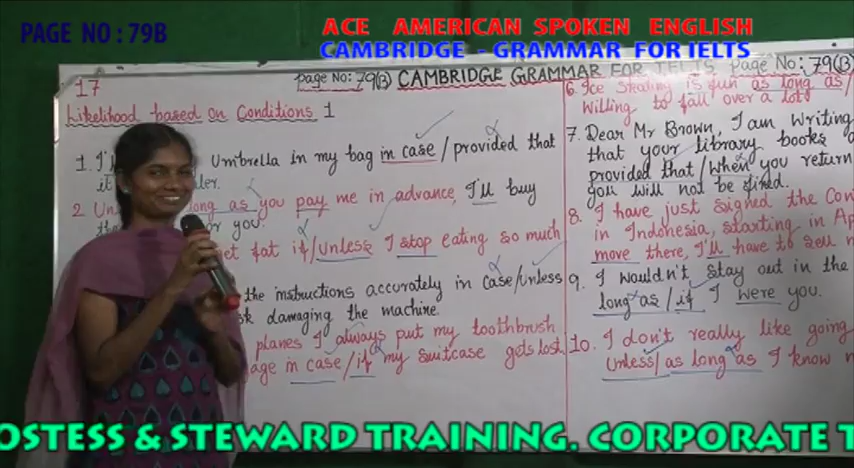 PAGE NO : 79B
ACE AMERICAN SPOKEN ENGLISH
CAMBRIDGE - GRAMMAR FOR IELTS
Page No: 79(B) CAMBRIDGE GRAMMAR FOR IELTS Page No: 79(B)
17
Likelihood based on Conditions 1
1. Umbrella in my bag in case / provided that
it
2 long as you pay me in advance, I'll buy
for you.
fat if/unless I stop eating so much
the instructions accurately in case/unless
damaging the machine.
planes I always put my toothbrush
in case/if my suitcase gets lost
6. Ice Skating is fun as long as/
willing to fall over a lot
7. Dear Mr Brown, I am writing
that your library books
provided that/when you return
you will not be fined.
8. I have just signed the
in Indonesia, starting in
move there, I'll have to sell
9. I wouldn't stay out in the
long as/if I were you.
10. I don't really like going
Unless/as long as I know
OSTESS & STEWARD TRAINING. CORPORATE T